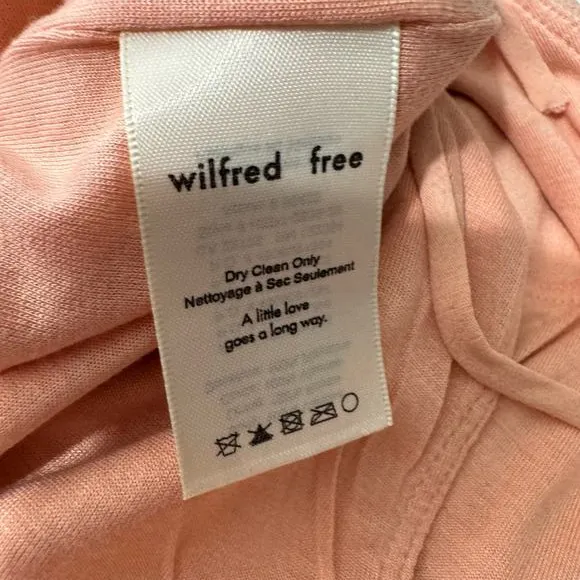 wilfred free
Dry Clean Only
Nettoyage à Sec Seulement
A little love
goes a long way.